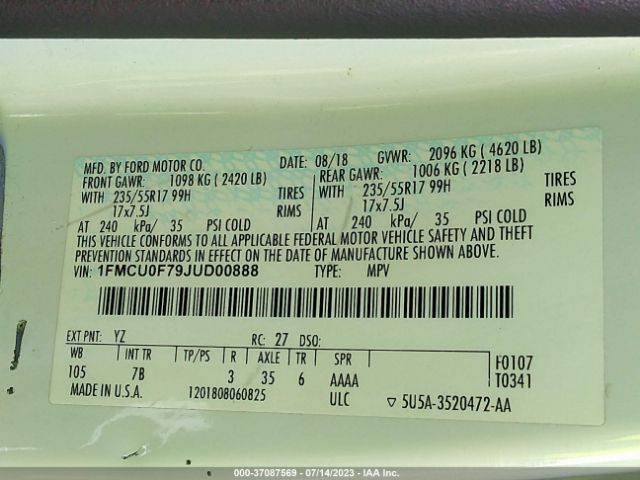 MFD. BY FORD MOTOR CO.
DATE: 08/18 GVWR: 2096 KG ( 4620 LB)
FRONT GAWR: 1098 KG ( 2420 LB)
REAR GAWR: 1006 KG ( 2218 LB)
WITH 235/55R17 99H TIRES
WITH 235/55R17 99H TIRES
17x7.5J RIMS
17x7.5J RIMS
AT 240 kPa/ 35 PSI COLD
AT 240 kPa/ 35 PSI COLD
THIS VEHICLE CONFORMS TO ALL APPLICABLE FEDERAL MOTOR VEHICLE SAFETY AND THEFT
PREVENTION STANDARDS IN EFFECT ON THE DATE OF MANUFACTURE SHOWN ABOVE.
VIN: 1FMCU0F79JUD00888 TYPE: MPV
EXT PNT: YZ RC: 27 DSO:
WB INT TR TP/PS R AXLE TR SPR
105 7B 3 35 6 AAAA
F0107
T0341
MADE IN U.S.A. 1201808060825 ULC ▽ 5U5A-3520472-AA
000-37087569 - 07/14/2023 - IAA Inc.